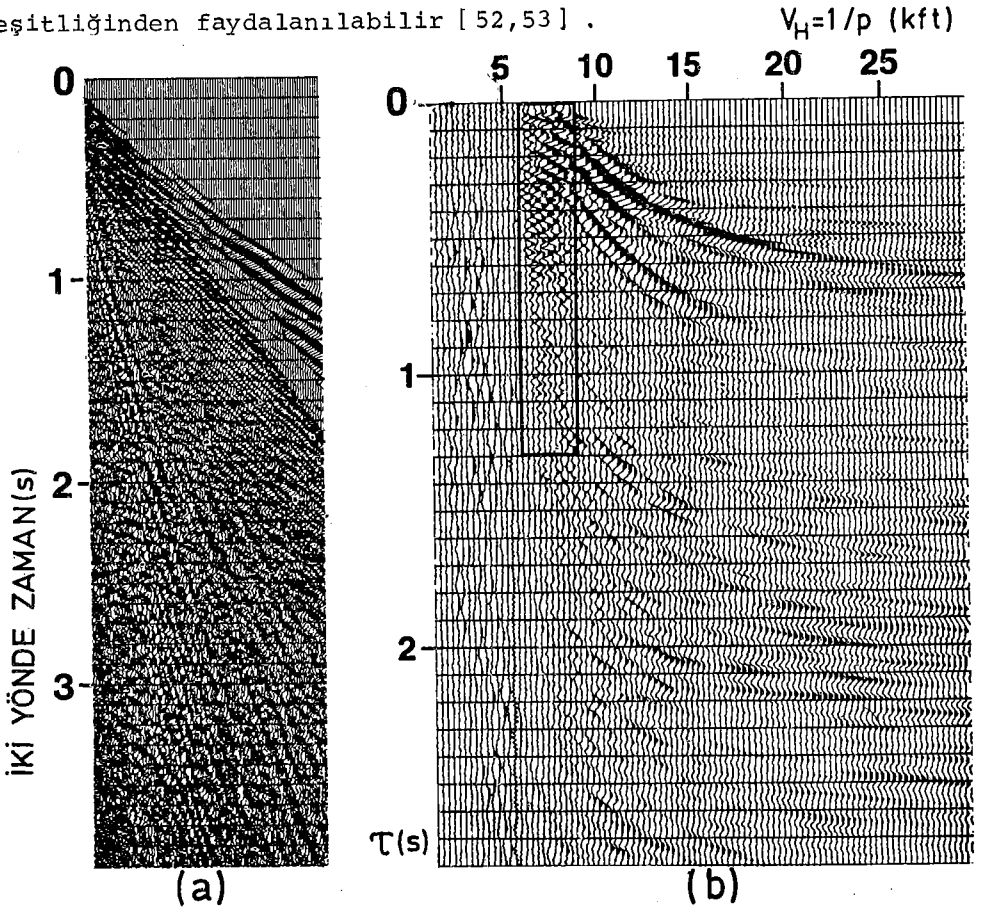 eşitliğinden faydalanılabilir [52,53] .
V_H=1/p (kft)
5 10 15 20 25
0
0
1
1
2
2
3
İKİ YÖNDE ZAMAN(s)
τ(s)
(a)
(b)